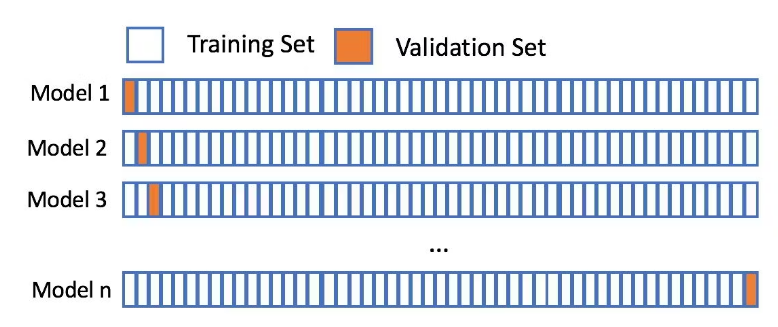 Training Set Validation Set
Model 1
Model 2
Model 3
...
Model n